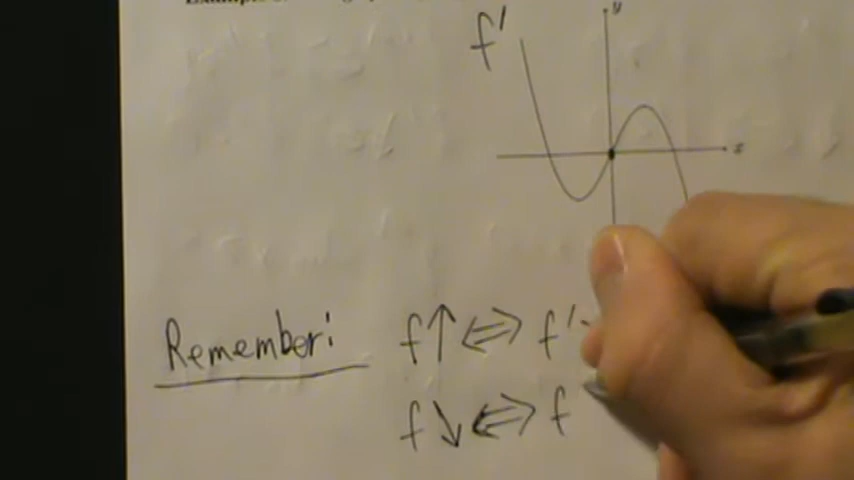 y
f'
x
Remember:
f↑ ⇔ f'
f↘ ⇔ f